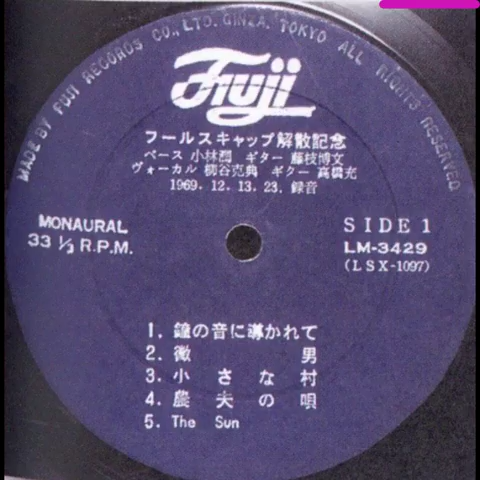 MADE BY FUJI RECORDS CO., LTD. GINZA, TOKYO ALL RIGHTS RESERVED
Fuji
フールスキャップ解散記念
ベース 小林潤 ギター 藤枝博文
ヴォーカル 柳谷克典 ギター 高橋充
1969. 12. 13, 23. 録音
MONAURAL
33 1/3 R.P.M.
SIDE 1
LM-3429
(LSX-1097)
1. 鐘の音に導かれて
2. 微男
3. 小さな村
4. 農夫の唄
5. The Sun